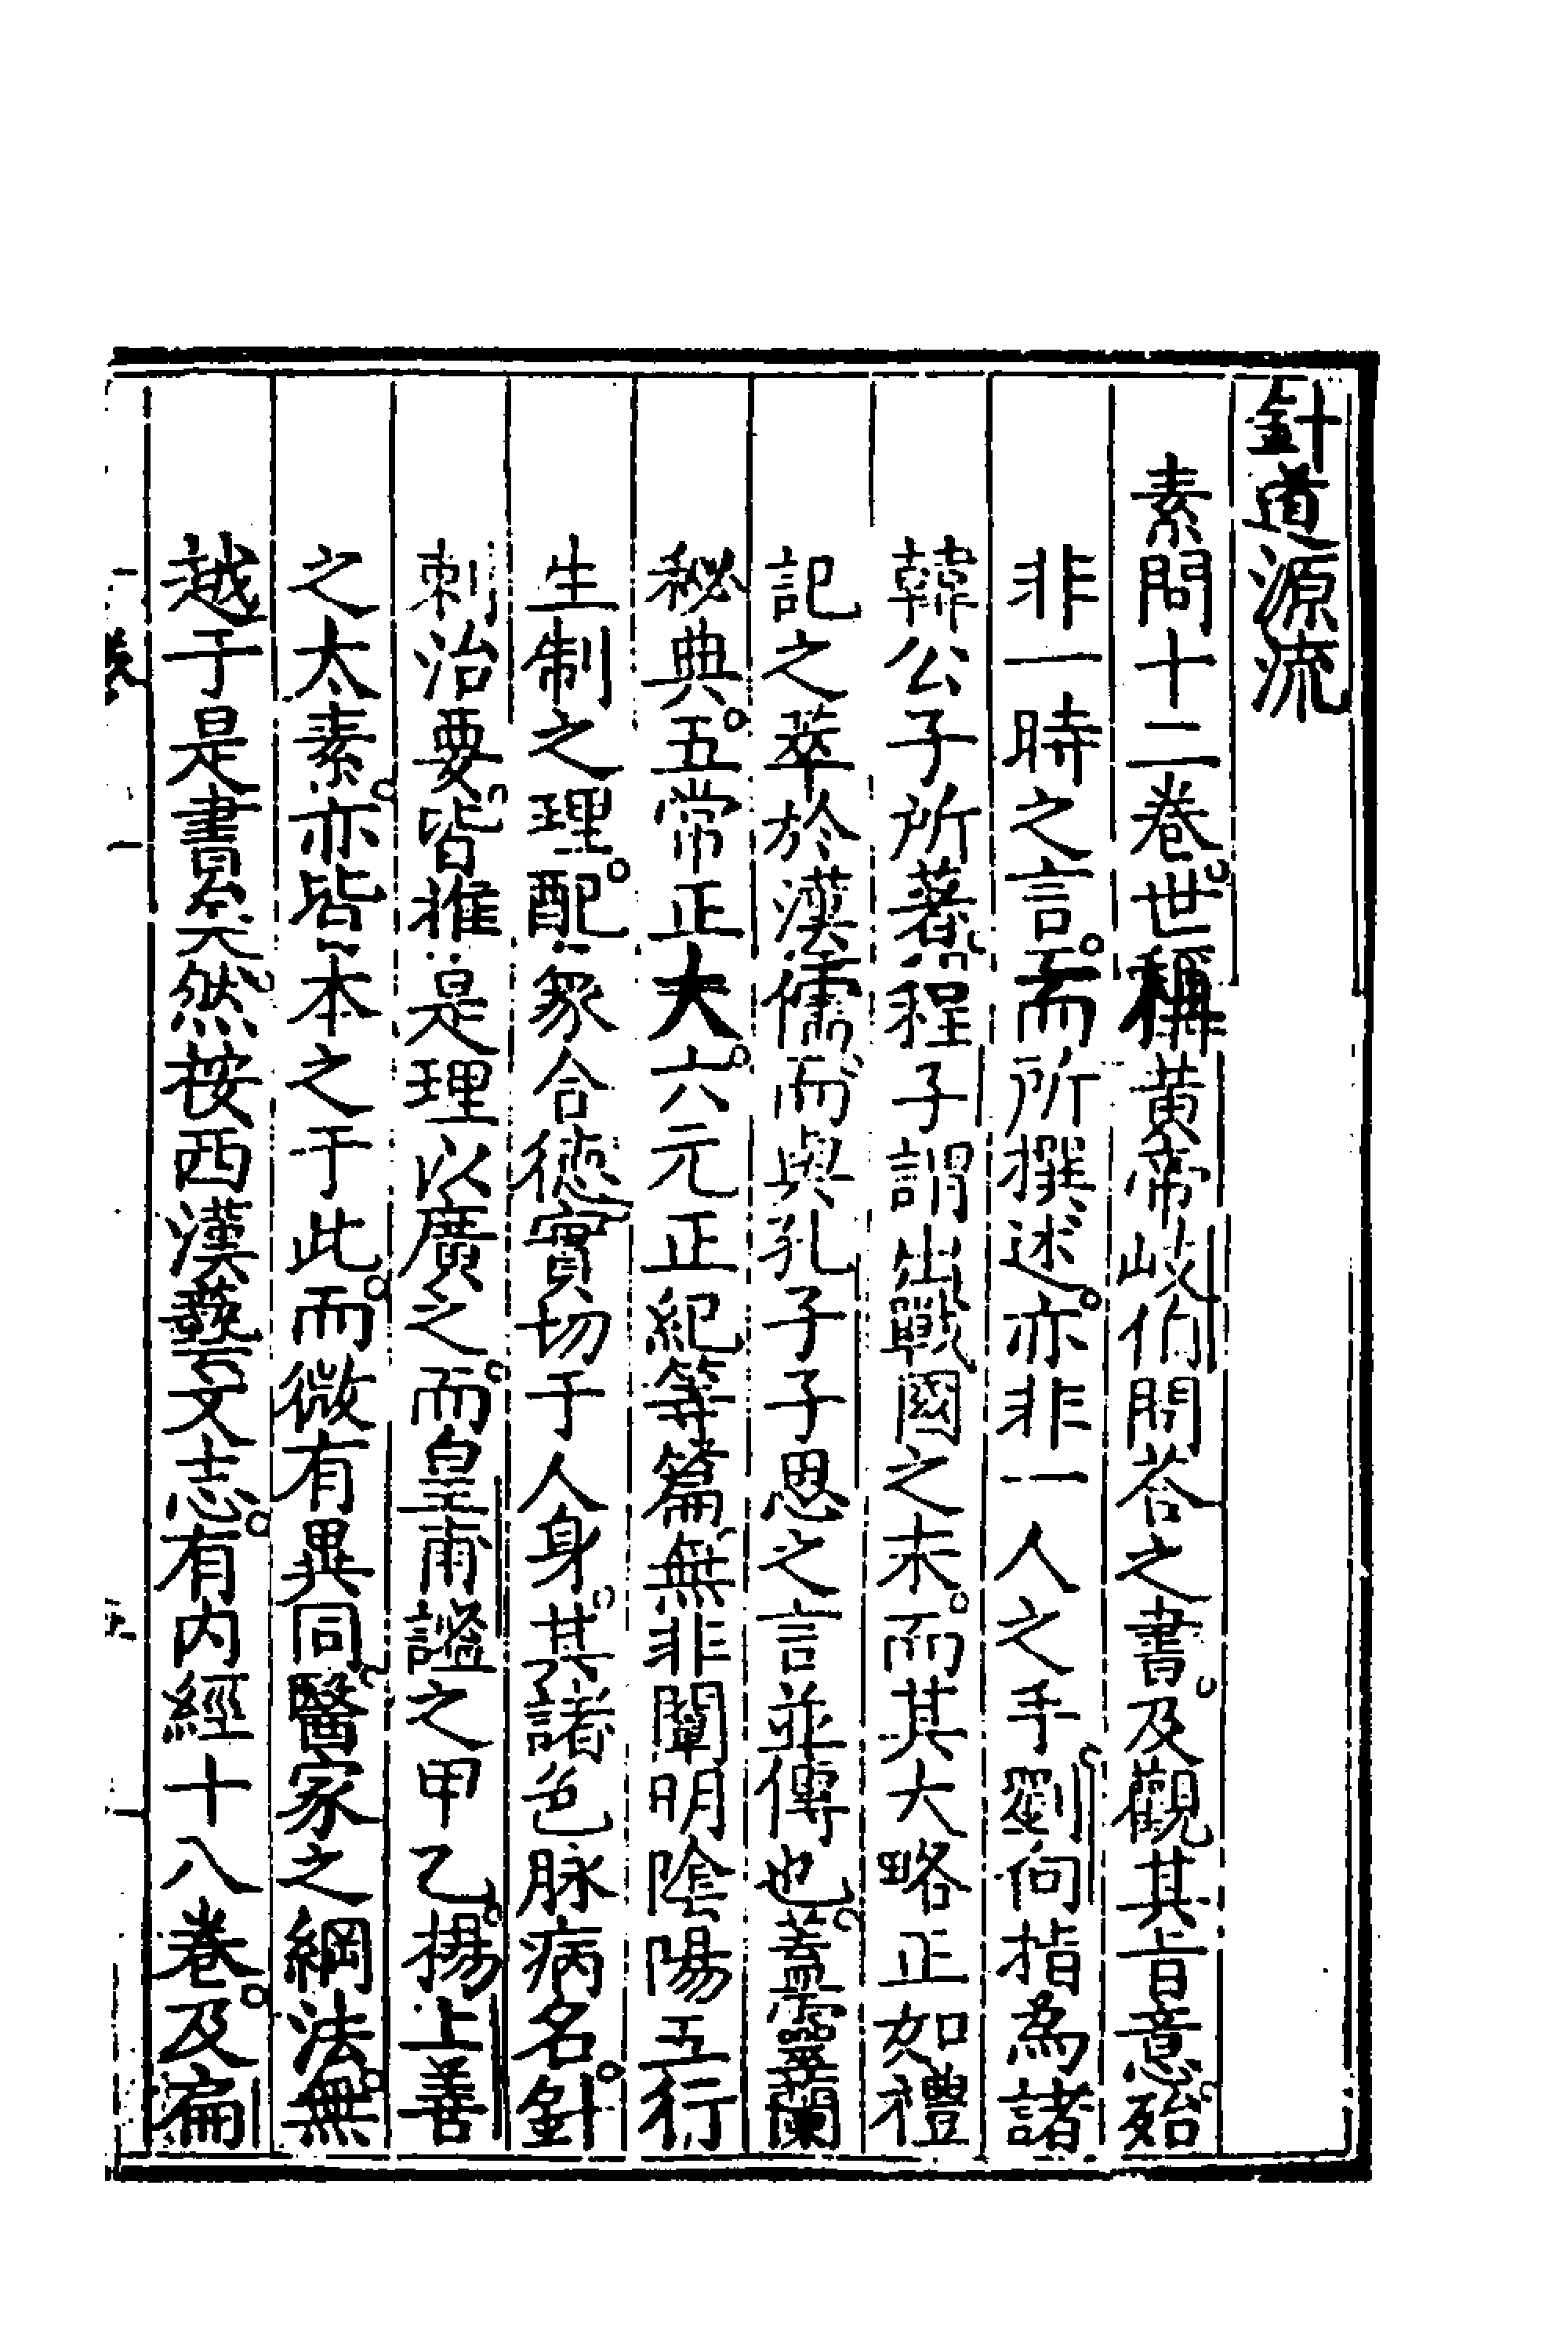 針道源流
素問十二卷。世稱黃帝岐伯問荅之書。及觀其旨意。殆
非一時之言。而所撰述。亦非一人之手。劉向指為諸
韓公子所著。程子謂出戰國之末。而其大略正如禮
記之萃於漢儒。而與孔子子思之言並傳也。蓋靈蘭
秘典。五常正大。六元正紀等篇。無非闡明陰陽五行
生制之理。配象合德。實切于人身。其諸色脉病名。針
刺治要。皆推是理以廣之。而皇甫謐之甲乙。楊上善
之太素。亦皆本之于此。而微有異同。醫家之綱法。無
越于是書矣。然按西漢藝文志。有內經十八卷。及扁